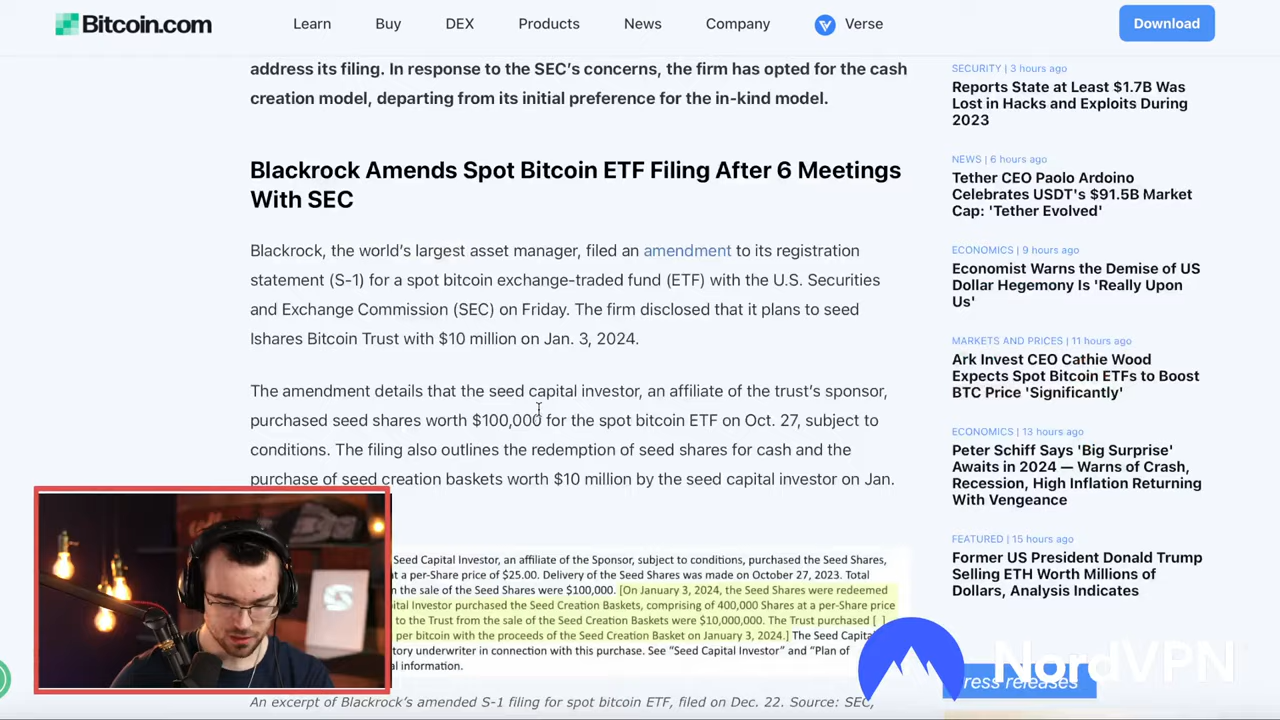 Bitcoin.com
Learn
Buy
DEX
Products
News
Company
Verse
Download
address its filing. In response to the SEC's concerns, the firm has opted for the cash
creation model, departing from its initial preference for the in-kind model.
Blackrock Amends Spot Bitcoin ETF Filing After 6 Meetings
With SEC
Blackrock, the world's largest asset manager, filed an amendment to its registration
statement (S-1) for a spot bitcoin exchange-traded fund (ETF) with the U.S. Securities
and Exchange Commission (SEC) on Friday. The firm disclosed that it plans to seed
Ishares Bitcoin Trust with $10 million on Jan. 3, 2024.
The amendment details that the seed capital investor, an affiliate of the trust's sponsor,
purchased seed shares worth $100,000 for the spot bitcoin ETF on Oct. 27, subject to
conditions. The filing also outlines the redemption of seed shares for cash and the
purchase of seed creation baskets worth $10 million by the seed capital investor on Jan.
Seed Capital Investor, an affiliate of the Sponsor, subject to conditions, purchased the Seed Shares,
t a per-Share price of $25.00. Delivery of the Seed Shares was made on October 27, 2023. Total
the sale of the Seed Shares were $100,000. [On January 3, 2024, the Seed Shares were redeemed
ital Investor purchased the Seed Creation Baskets, comprising of 400,000 Shares at a per-Share price
to the Trust from the sale of the Seed Creation Baskets were $10,000,000. The Trust purchased [ ]
per bitcoin with the proceeds of the Seed Creation Basket on January 3, 2024.] The Seed Capita
tory underwriter in connection with this purchase. See “Seed Capital Investor” and “Plan of
al information.
An excerpt of Blackrock's amended S-1 filing for spot bitcoin ETF, filed on Dec. 22. Source: SEC,
SECURITY | 3 hours ago
Reports State at Least $1.7B Was
Lost in Hacks and Exploits During
2023
NEWS | 6 hours ago
Tether CEO Paolo Ardoino
Celebrates USDT's $91.5B Market
Cap: 'Tether Evolved'
ECONOMICS | 9 hours ago
Economist Warns the Demise of US
Dollar Hegemony Is 'Really Upon
Us'
MARKETS AND PRICES | 11 hours ago
Ark Invest CEO Cathie Wood
Expects Spot Bitcoin ETFs to Boost
BTC Price 'Significantly'
ECONOMICS | 13 hours ago
Peter Schiff Says 'Big Surprise'
Awaits in 2024 — Warns of Crash,
Recession, High Inflation Returning
With Vengeance
FEATURED | 15 hours ago
Former US President Donald Trump
Selling ETH Worth Millions of
Dollars, Analysis Indicates
NordVPN
ress releases